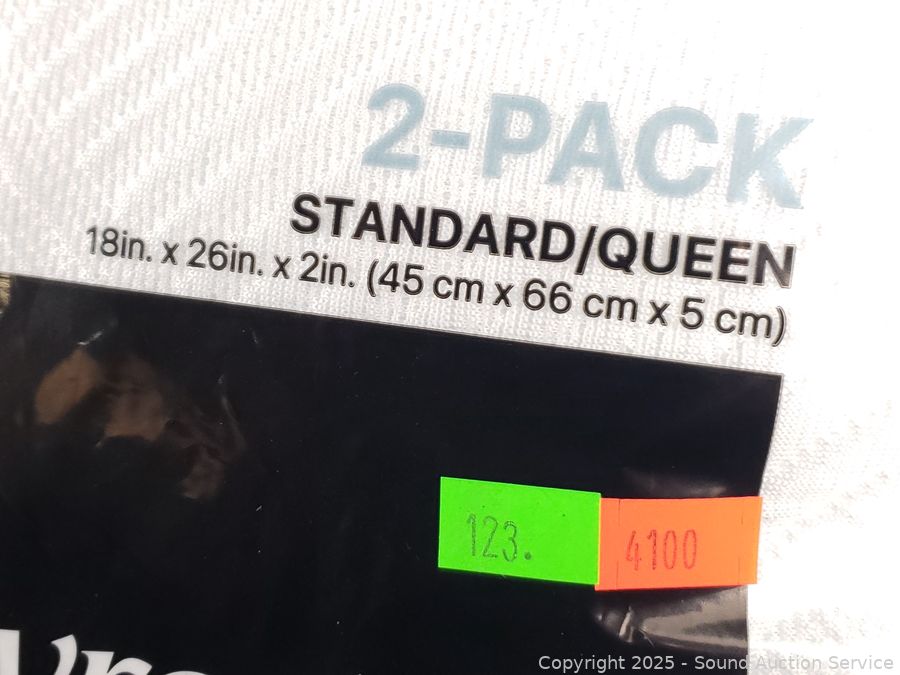 2-PACK
STANDARD/QUEEN
18in. x 26in. x 2in. (45 cm x 66 cm x 5 cm)
123.
4100
Copyright 2025 - Sound Auction Service